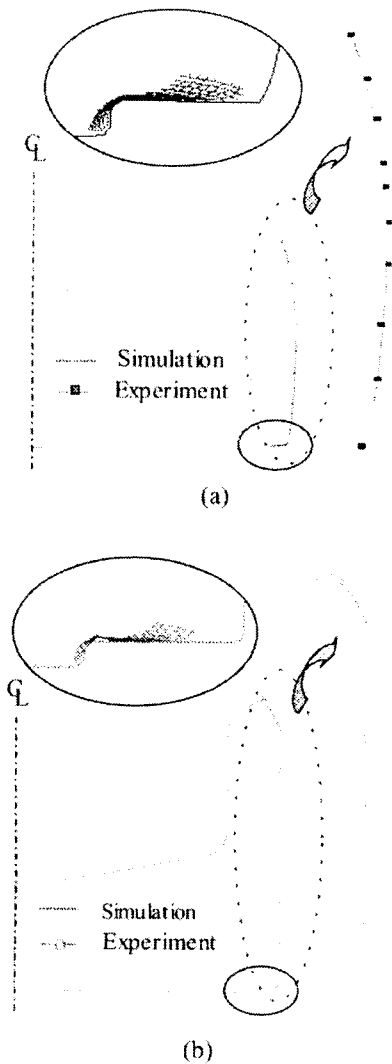 ℄
Simulation
Experiment
(a)
℄
Simulation
Experiment
(b)